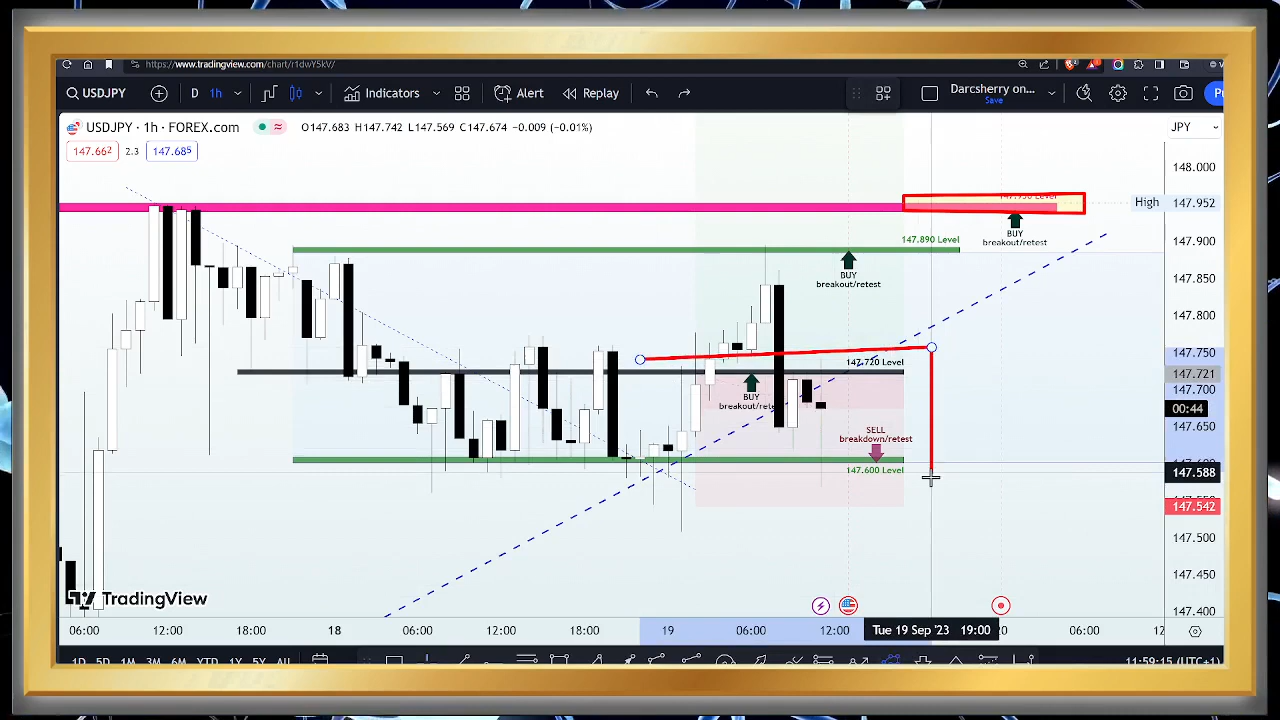 https://www.tradingview.com/chart/r1dwY5kV/
USDJPY D 1h Indicators Alert Replay Darcsherry on...
Save
USDJPY · 1h · FOREX.com O147.683 H147.742 L147.569 C147.674 −0.009 (−0.01%) JPY
147.662 2.3 147.685
148.000
147.950 Level
High 147.952
BUY
breakout/retest
147.890 Level
147.900
BUY
breakout/retest
147.850
147.800
147.750
147.720 Level
147.721
147.700
BUY
00:44
SELL
breakdown/retest
147.650
147.600 Level
147.588
147.542
147.500
147.450
147.400
TradingView
06:00 12:00 18:00 18 06:00 12:00 18:00 19 06:00 12:00 Tue 19 Sep '23 19:00 06:00 12
1D 5D 1M 3M 6M YTD 1Y 5Y All 11:59:15 (UTC+1)